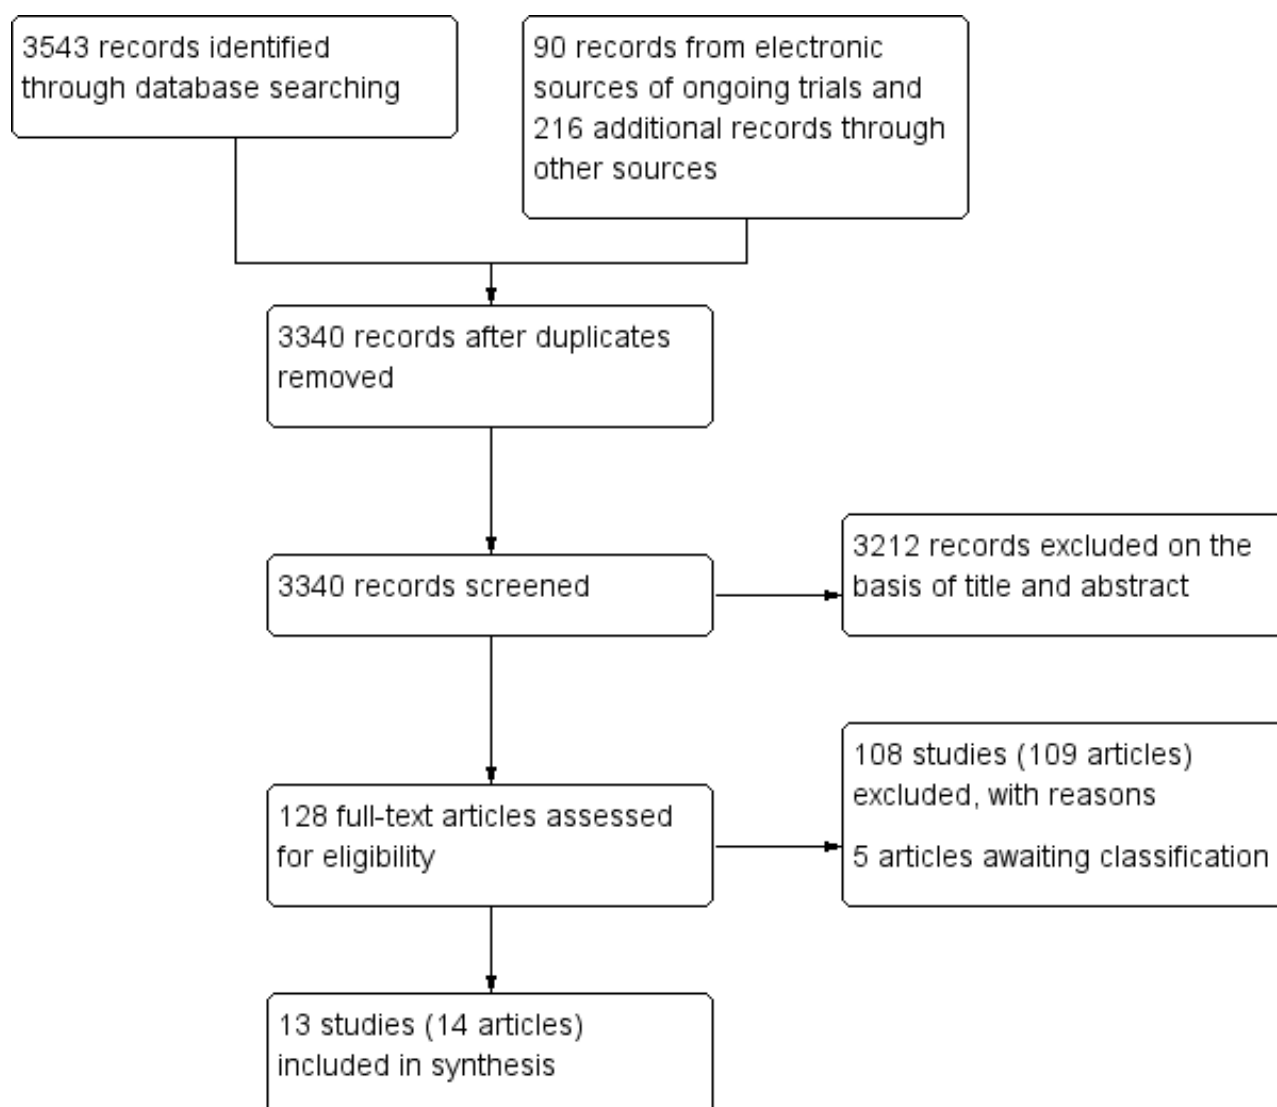 3543 records identified
through database searching
90 records from electronic
sources of ongoing trials and
216 additional records through
other sources
3340 records after duplicates
removed
3340 records screened
3212 records excluded on the
basis of title and abstract
128 full-text articles assessed
for eligibility
108 studies (109 articles)
excluded, with reasons
5 articles awaiting classification
13 studies (14 articles)
included in synthesis